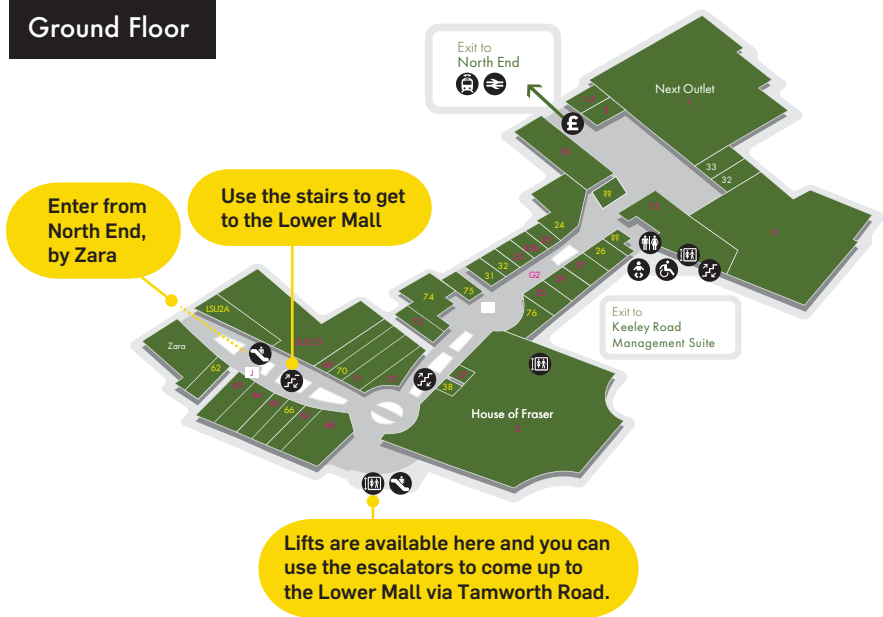 Ground Floor
Exit to
North End
£
Next Outlet
33
32
Enter from
North End,
by Zara
Use the stairs to get
to the Lower Mall
24
32
31
26
G2
75
74
76
Exit to
Keeley Road
Management Suite
LSU2A
Zara
62
J
70
66
38
House of Fraser
Lifts are available here and you can
use the escalators to come up to
the Lower Mall via Tamworth Road.